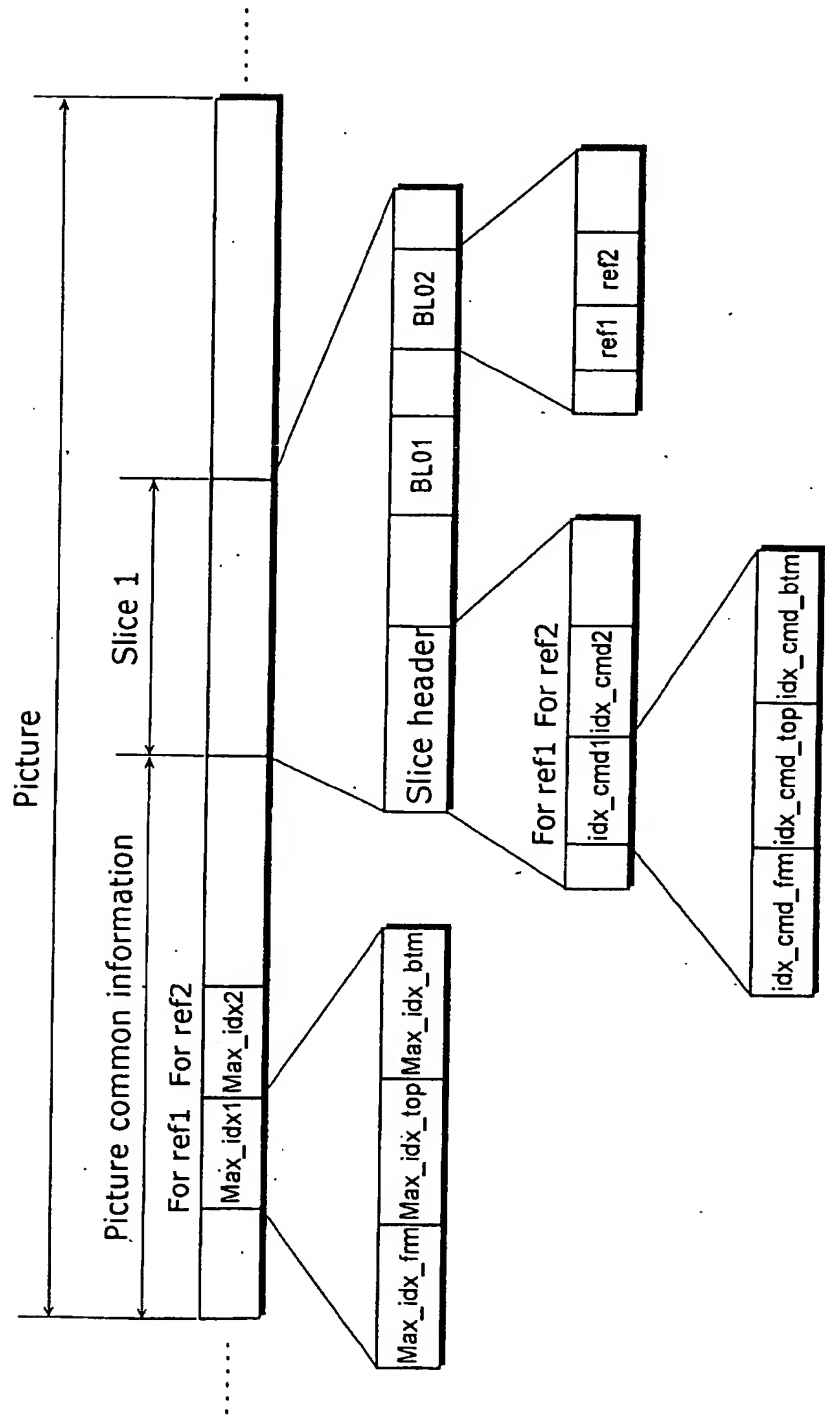 Picture
Picture common information
Slice 1
For ref1 For ref2
Max_idx1 Max_idx2
Max_idx_frm Max_idx_top Max_idx_btm
Slice header BL01 BL02
For ref1 For ref2
idx_cmd1 idx_cmd2
ref1 ref2
idx_cmd_frm idx_cmd_top idx_cmd_btm